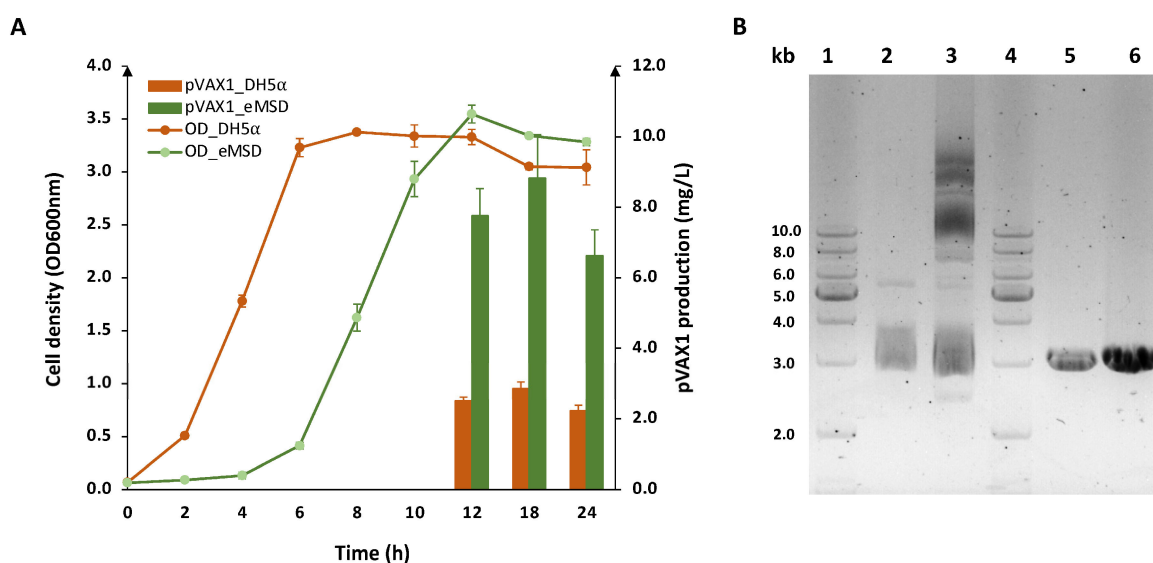 A
B
4.0
3.5
3.0
2.5
2.0
1.5
1.0
0.5
0.0
Cell density (OD600nm)
pVAX1_DH5α
pVAX1_eMSD
OD_DH5α
OD_eMSD
12.0
10.0
8.0
6.0
4.0
2.0
0.0
pVAX1 production (mg/L)
0 2 4 6 8 10 12 18 24
Time (h)
kb 1 2 3 4 5 6
10.0
8.0
6.0
5.0
4.0
3.0
2.0